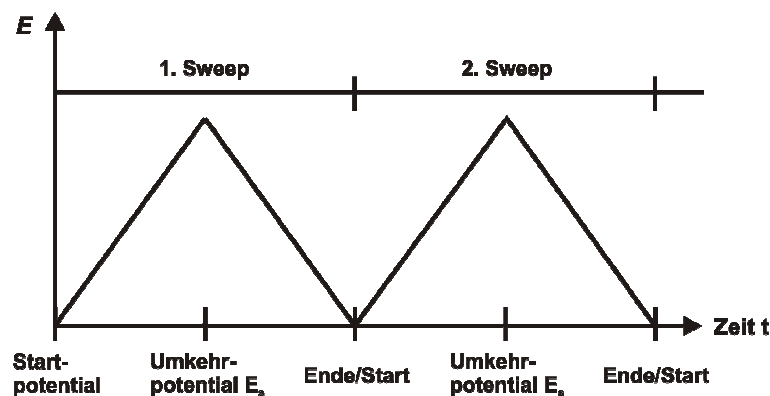 E
1. Sweep
2. Sweep
Zeit t
Start-
potential
Umkehr-
potential Eₐ
Ende/Start
Umkehr-
potential Eₐ
Ende/Start